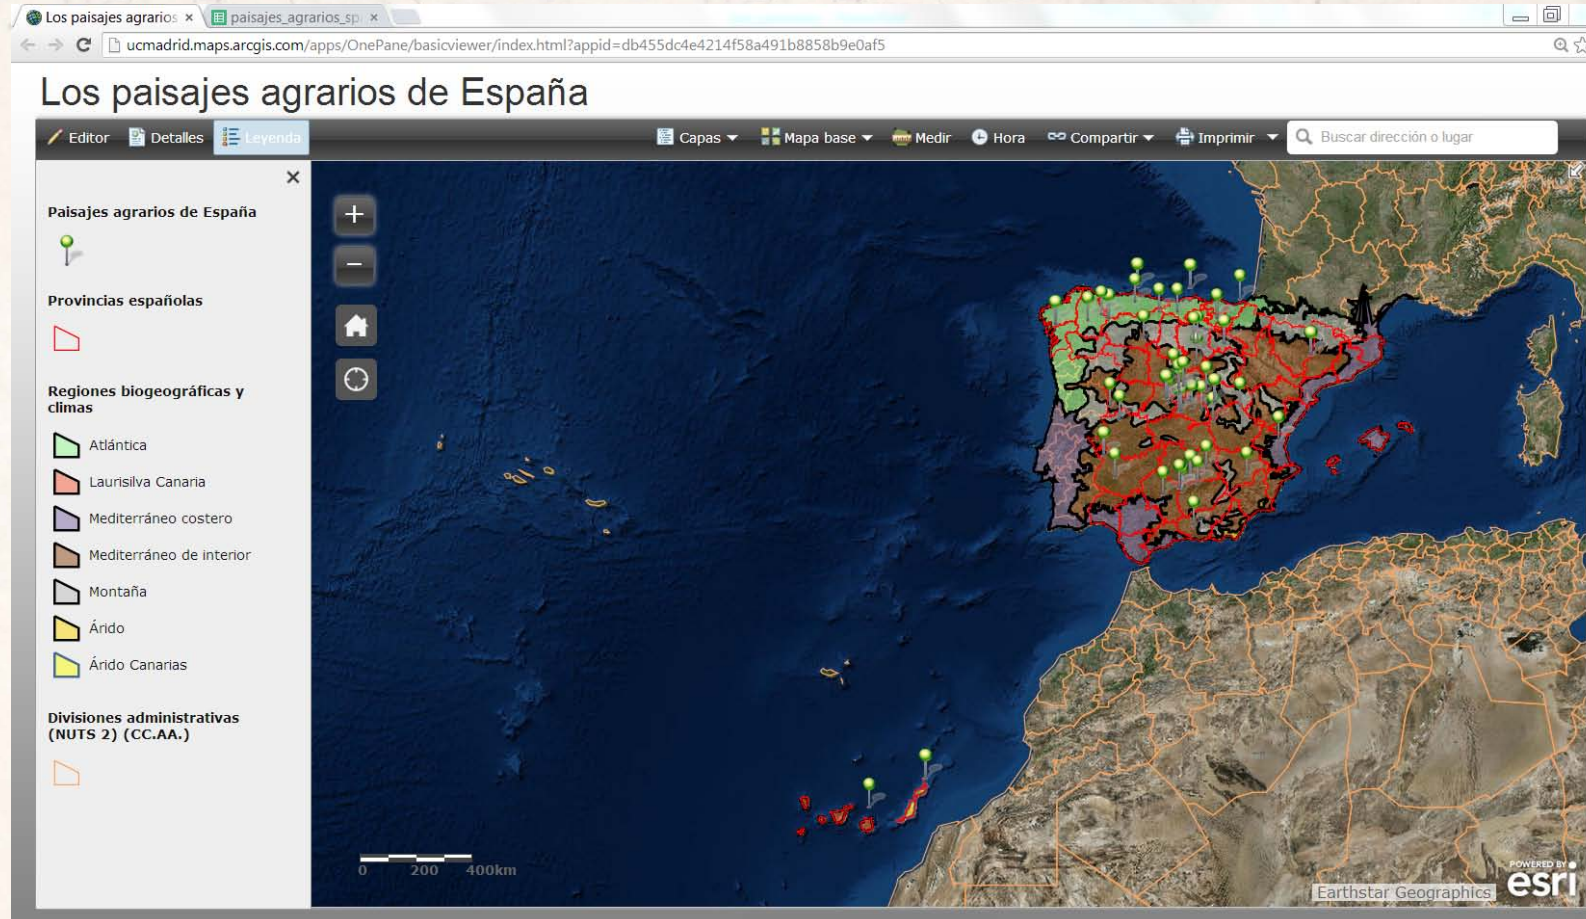 Los paisajes agrarios
paisajes_agrarios_sp
ucmadrid.maps.arcgis.com/apps/OnePane/basicviewer/index.html?appid=db455dc4e4214f58a491b8858b9e0af5
Los paisajes agrarios de España
Editor Detalles Leyenda Capas Mapa base Medir Hora Compartir Imprimir Buscar dirección o lugar
Paisajes agrarios de España
Provincias españolas
Regiones biogeográficas y
climas
Atlántica
Laurisilva Canaria
Mediterráneo costero
Mediterráneo de interior
Montaña
Árido
Árido Canarias
Divisiones administrativas
(NUTS 2) (CC.AA.)
0 200 400km
POWERED BY
esri
Earthstar Geographics